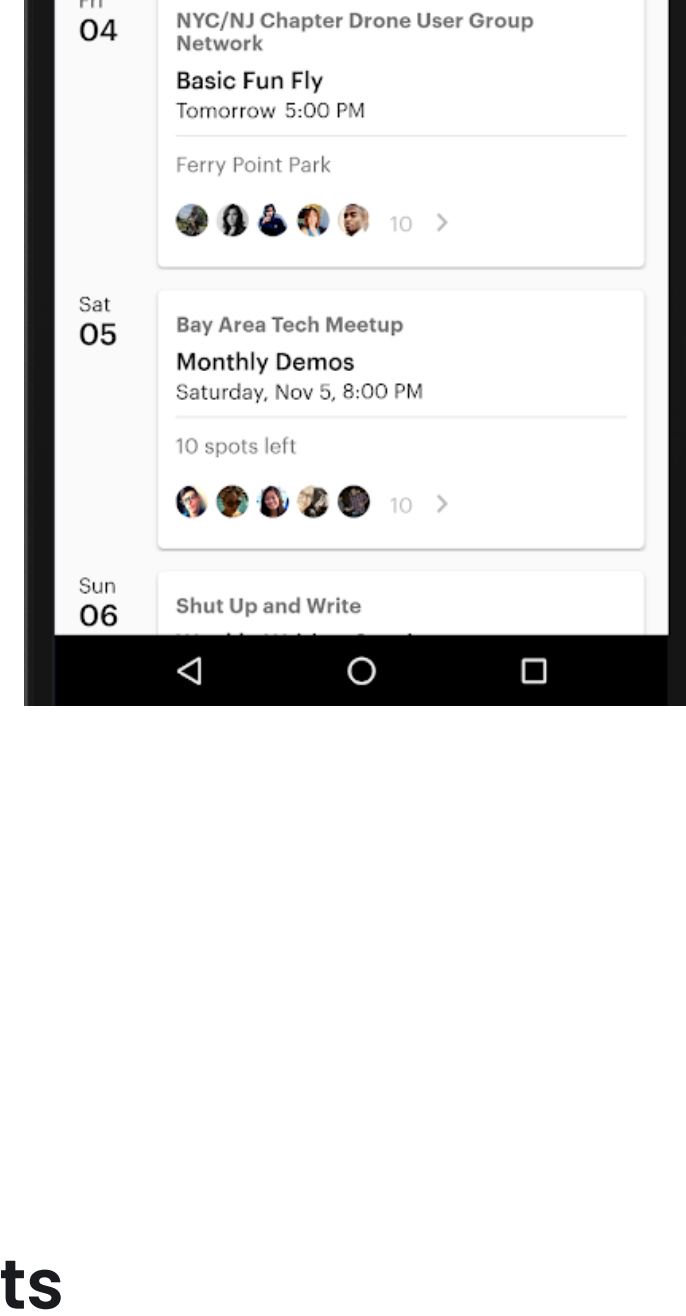 Fri
04
NYC/NJ Chapter Drone User Group
Network
Basic Fun Fly
Tomorrow 5:00 PM
Ferry Point Park
10
Sat
05
Bay Area Tech Meetup
Monthly Demos
Saturday, Nov 5, 8:00 PM
10 spots left
10
Sun
06
Shut Up and Write
ts